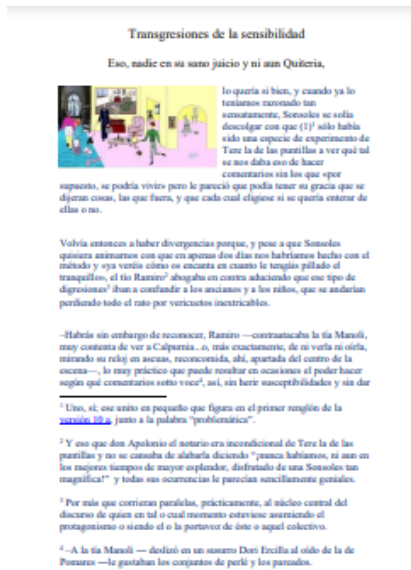 Transgresiones de la sensibilidad
Eso, nadie en su sano juicio y ni aun Quiteria,
lo quería si bien, y cuando ya lo
teníamos razonado tan
sensatamente, Sonsoles se solía
descolgar con que (1)¹ sólo había
sido una especie de experimento de
Tere la de las puntillas a ver qué tal
se nos daba eso de hacer
comentarios sin los que «por
supuesto, se podría vivir» pero le pareció que podía tener su gracia que se
dijeran cosas, las que fuera, y que cada cual eligiese si se quería enterar de
ellas o no.
Volvía entonces a haber divergencias porque, y pese a que Sonsoles
quisiera animarnos con que en apenas dos días nos habríamos hecho con el
método y «ya veréis cómo os encanta en cuanto le tengáis pillado el
tranquillo», el tío Ramiro² abogaba en contra aduciendo que ese tipo de
digresiones³ iban a confundir a los ancianos y a los niños, que se andarían
perdiendo todo el rato por vericuetos inextricables.
–Habrás sin embargo de reconocer, Ramiro —contraatacaba la tía Manoli,
muy contenta de ver a Calpurnia...o, más exactamente, de ni verla ni oírla,
mirando su reloj en ascuas, reconcomida, ahí, apartada del centro de la
escena—, lo muy práctico que puede resultar en ocasiones el poder hacer
según qué comentarios sotto voce⁴, así, sin herir susceptibilidades y sin dar
¹ Uno, sí; ese unito en pequeño que figura en el primer renglón de la
versión 10 a, junto a la palabra “problemática”.
² Y eso que don Apolonio el notario era incondicional de Tere la de las
puntillas y no se cansaba de alabarla diciendo “¡nunca habíamos, ni aun en
los mejores tiempos de mayor esplendor, disfrutado de una Sonsoles tan
magnífica!” y todas sus ocurrencias le parecían sencillamente geniales.
³ Por más que corrieran paralelas, prácticamente, al núcleo central del
discurso de quien en tal o cual momento estuviese asumiendo el
protagonismo o siendo el o la portavoz de éste o aquel colectivo.
⁴ –A la tía Manoli — deslizó en un susurro Dori Ercilla al oído de la de
Pomares —le gustaban los conjuntos de perlé y los pareados.